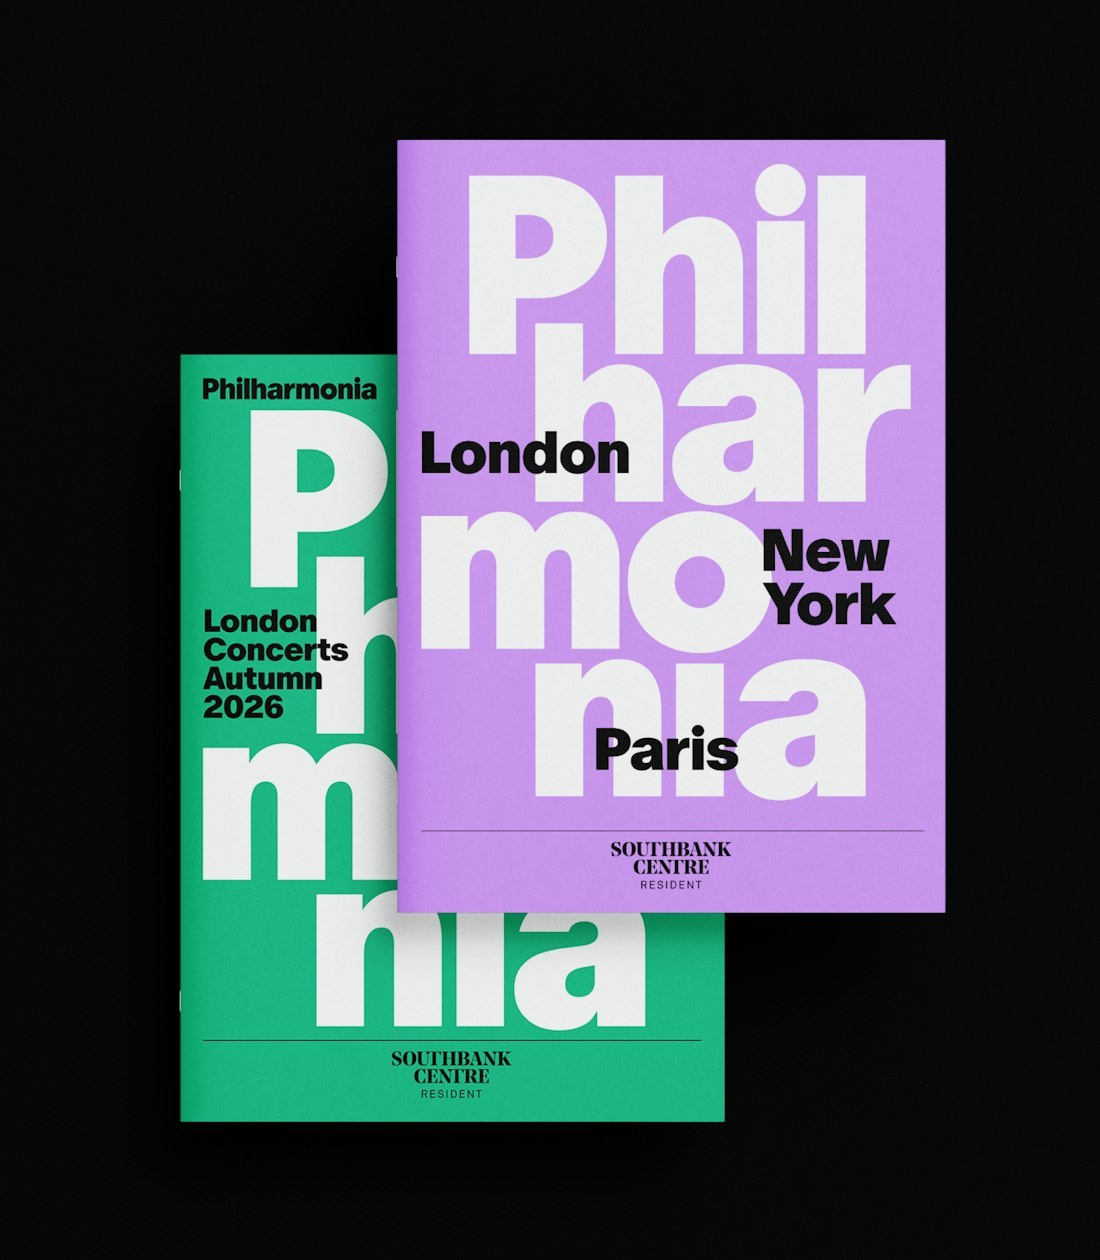 Phil
har
London
mo
New
York
nia
Paris
SOUTHBANK
CENTRE
RESIDENT
Philharmonia
P
h
London
Concerts
Autumn
2026
m
nia
SOUTHBANK
CENTRE
RESIDENT